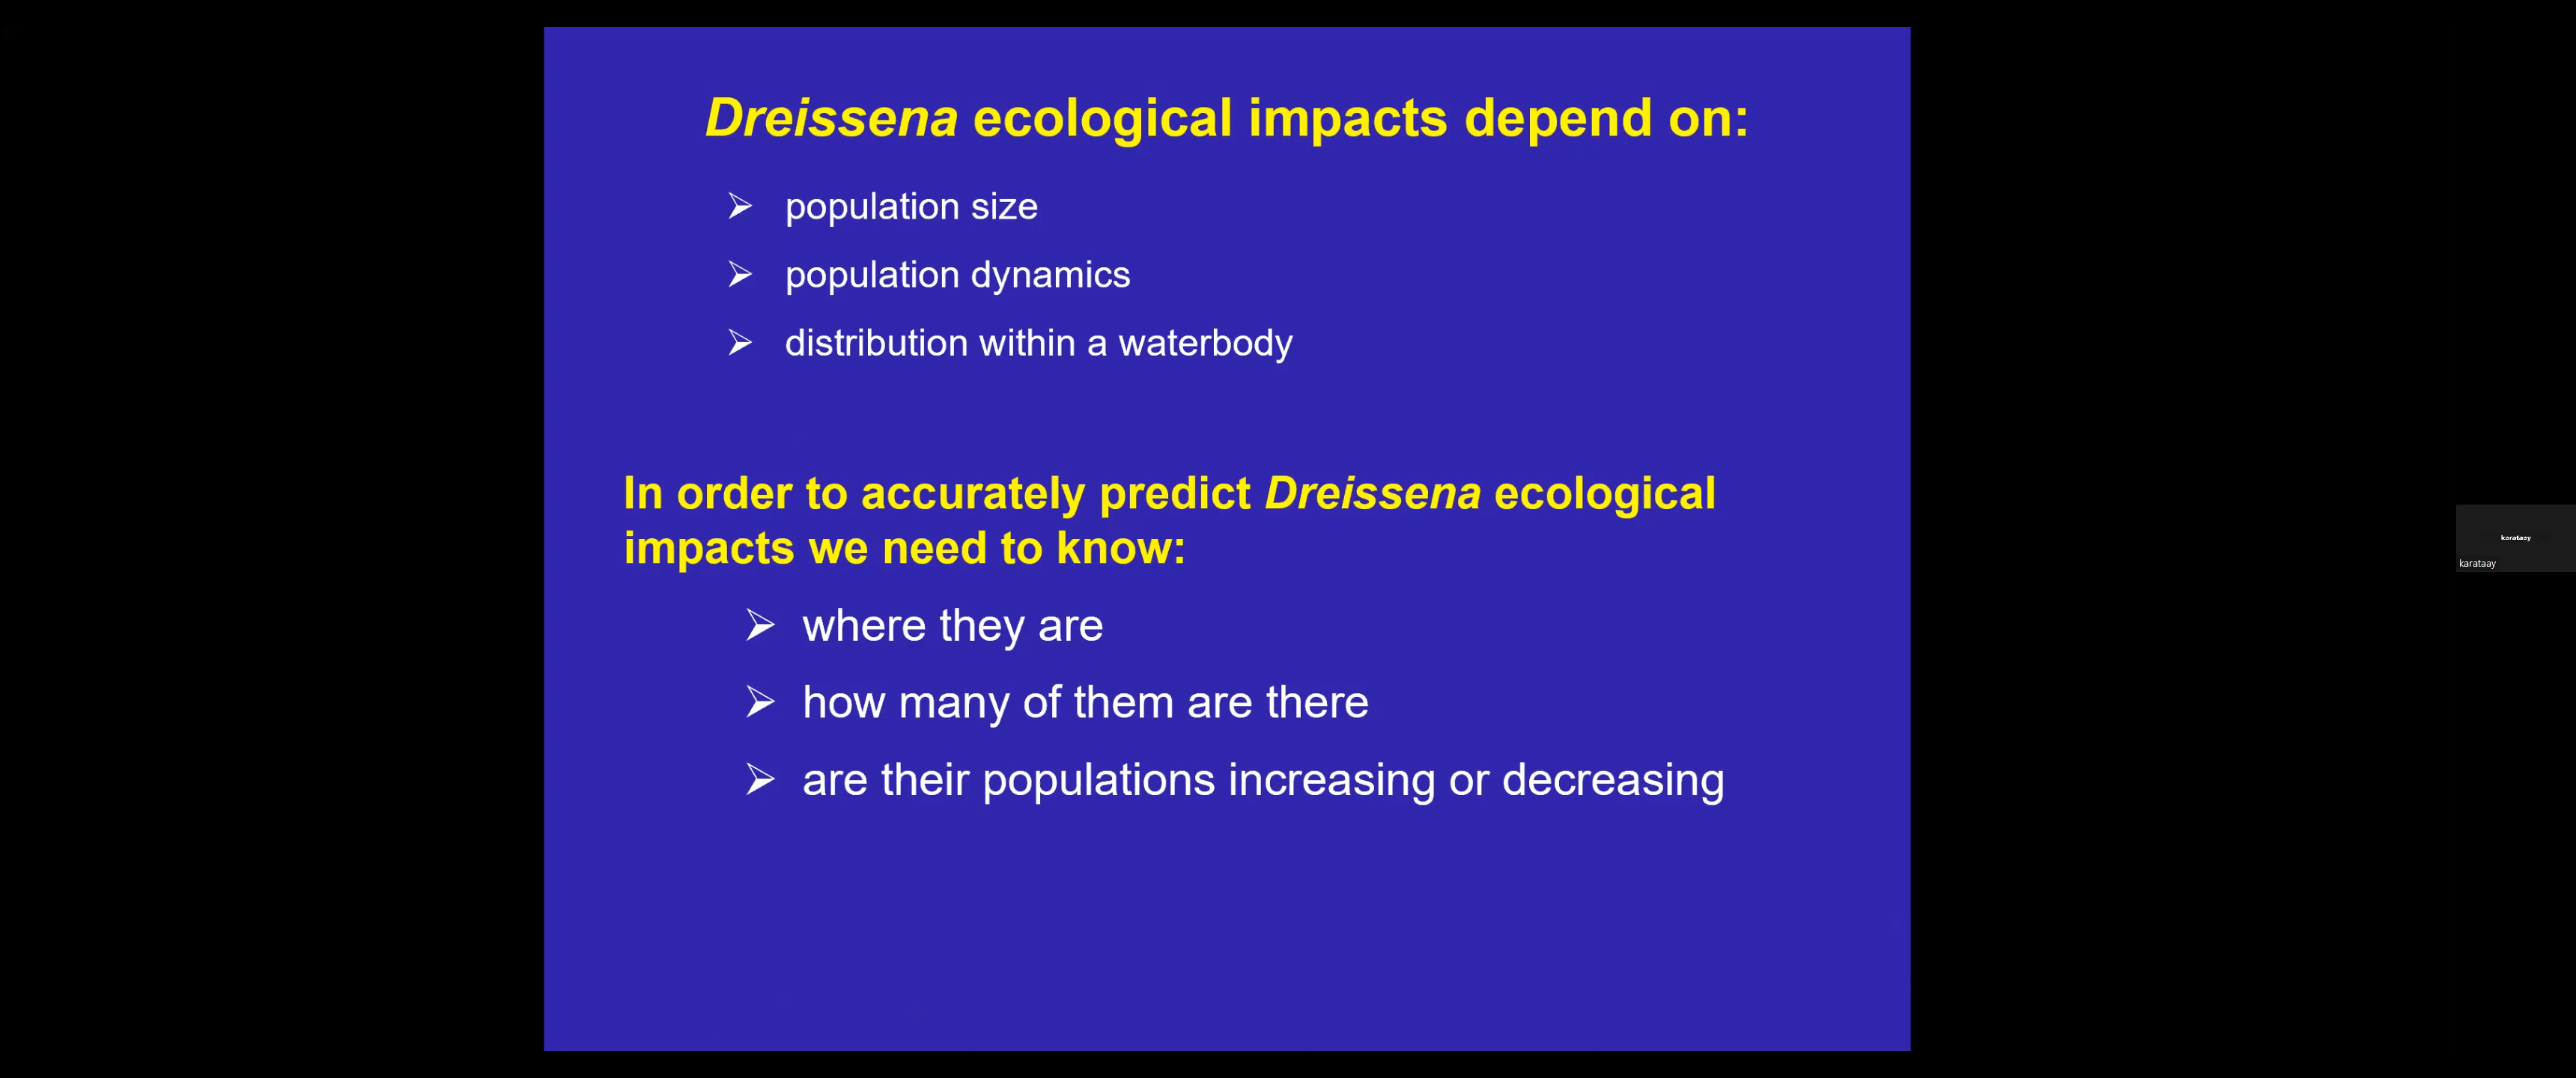 Dreissena ecological impacts depend on:
➢ population size
➢ population dynamics
➢ distribution within a waterbody
In order to accurately predict Dreissena ecological
impacts we need to know:
➢ where they are
➢ how many of them are there
➢ are their populations increasing or decreasing
karataay
karataay